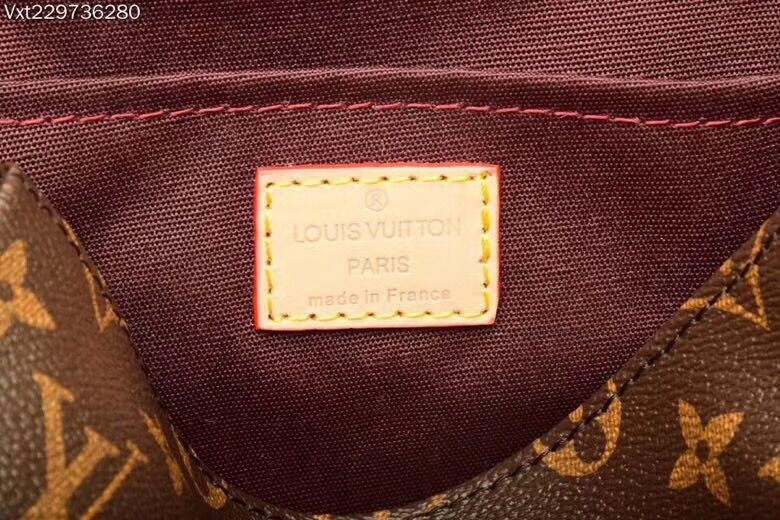 Vxt229736280
®
LOUIS VUITTON
PARIS
made in France